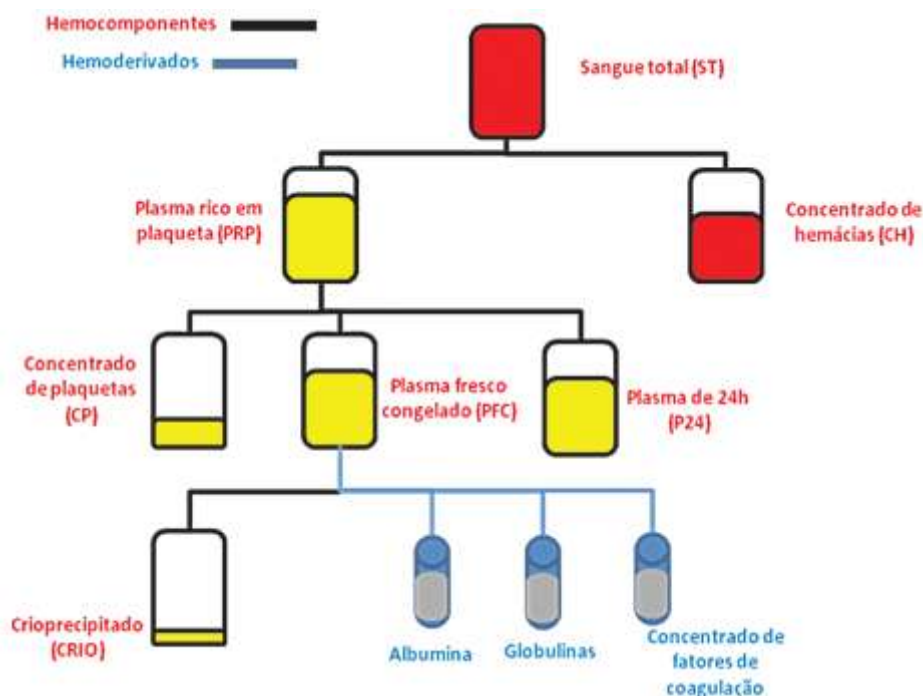 Hemocomponentes
Hemoderivados
Sangue total (ST)
Plasma rico em
plaqueta (PRP)
Concentrado de
hemácias (CH)
Concentrado
de plaquetas
(CP)
Plasma fresco
congelado (PFC)
Plasma de 24h
(P24)
Crioprecipitado
(CRIO)
Albumina
Globulinas
Concentrado de
fatores de
coagulação